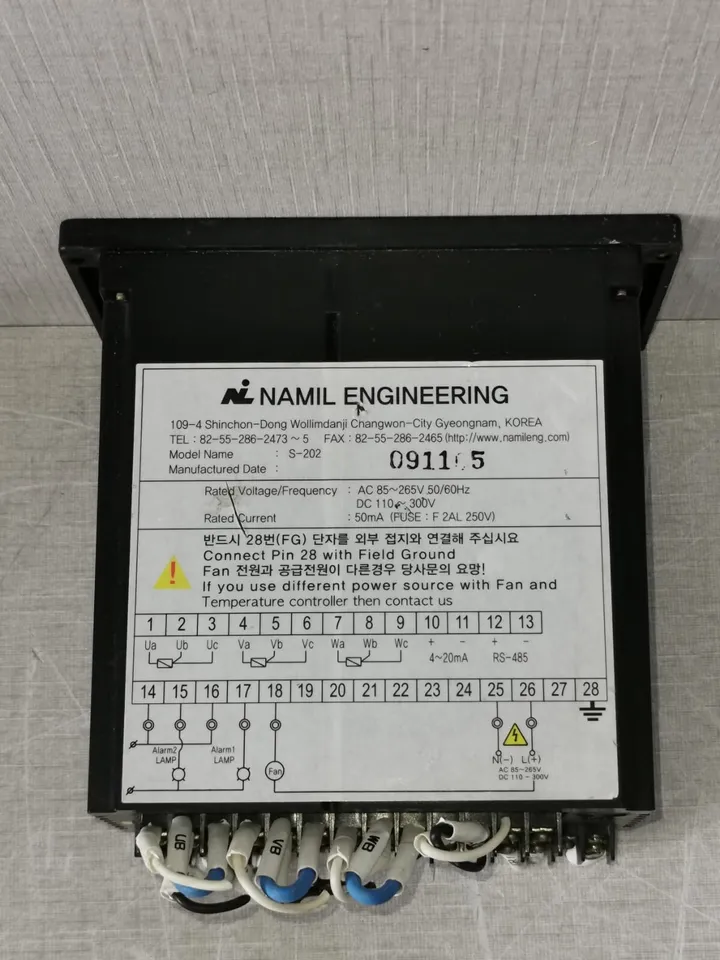 NAMIL ENGINEERING
109-4 Shinchon-Dong Wollimdanji Changwon-City Gyeongnam, KOREA
TEL : 82-55-286-2473 ~ 5 FAX : 82-55-286-2465 (http://www.namileng.com)
Model Name : S-202
Manufactured Date : 091105
Rated Voltage/Frequency : AC 85~265V 50/60Hz
DC 110 ~ 300V
Rated Current : 50mA (FUSE : F 2AL 250V)
반드시 28번(FG) 단자를 외부 접지와 연결해 주십시요
Connect Pin 28 with Field Ground
Fan 전원과 공급전원이 다른경우 당사문의 요망!
If you use different power source with Fan and
Temperature controller then contact us
1 2 3 4 5 6 7 8 9 10 11 12 13
Ua Ub Uc Va Vb Vc Wa Wb Wc + - + -
4~20mA RS-485
14 15 16 17 18 19 20 21 22 23 24 25 26 27 28
Alarm2 LAMP
Alarm1 LAMP
Fan
N(-) L(+)
AC 85~265V
DC 110 ~ 300V
UB VB WB